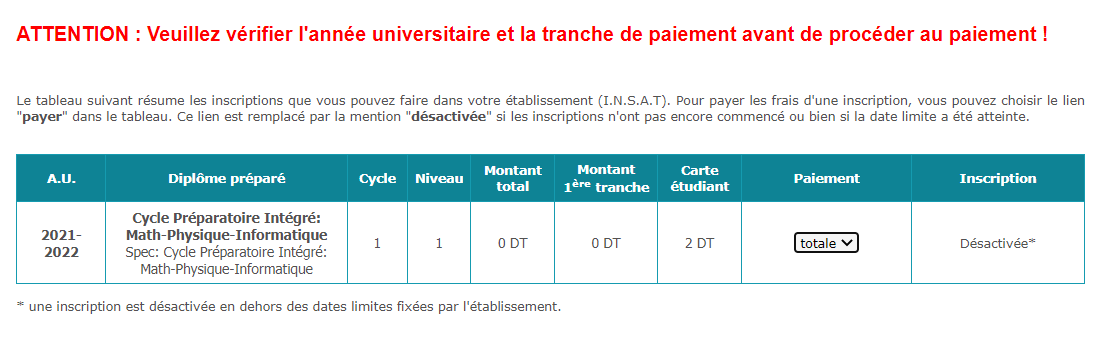 ATTENTION : Veuillez vérifier l'année universitaire et la tranche de paiement avant de procéder au paiement !
Le tableau suivant résume les inscriptions que vous pouvez faire dans votre établissement (I.N.S.A.T). Pour payer les frais d'une inscription, vous pouvez choisir le lien
"payer" dans le tableau. Ce lien est remplacé par la mention "désactivée" si les inscriptions n'ont pas encore commencé ou bien si la date limite a été atteinte.
A.U. Diplôme préparé Cycle Niveau Montant total Montant 1ère tranche Carte étudiant Paiement Inscription
2021-2022 Cycle Préparatoire Intégré: Math-Physique-Informatique Spec: Cycle Préparatoire Intégré: Math-Physique-Informatique 1 1 0 DT 0 DT 2 DT totale Désactivée*
* une inscription est désactivée en dehors des dates limites fixées par l'établissement.